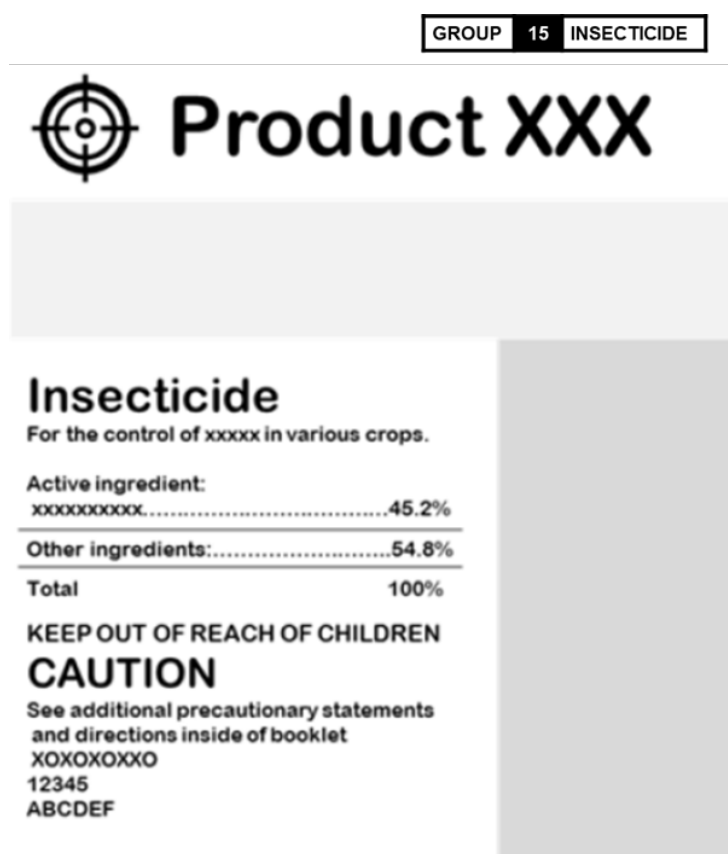 GROUP 15 INSECTICIDE
Product XXX
Insecticide
For the control of xxxxx in various crops.
Active ingredient:
xxxxxxxxxx....................................45.2%
Other ingredients:..........................54.8%
Total 100%
KEEP OUT OF REACH OF CHILDREN
CAUTION
See additional precautionary statements
and directions inside of booklet
XOXOXOXXO
12345
ABCDEF